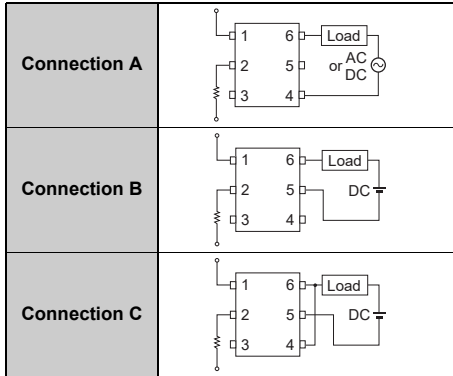 Connection A
1 6 Load
2 5 or AC DC
3 4
Connection B
1 6 Load
2 5 DC
3 4
Connection C
1 6 Load
2 5 DC
3 4